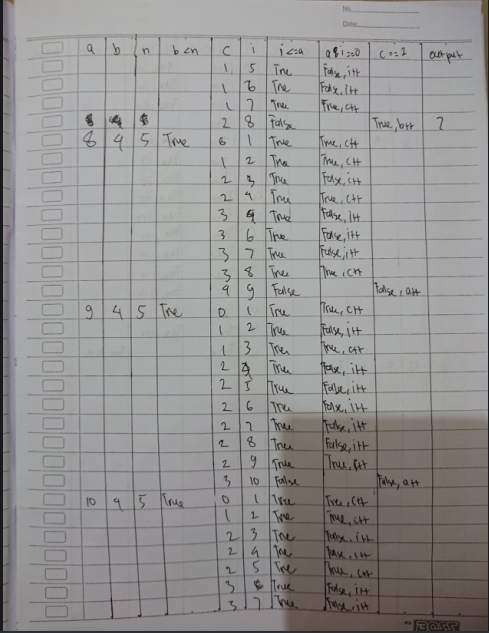 No.
Date
a b n b<n c i i<=a a%i==0 c==2 output
1 5 True False, i++
1 6 True False, i++
1 7 True True, c++
2 8 False True, b++ 7
8 4 5 True 0 1 True True, c++
1 2 True True, c++
2 3 True False, i++
2 4 True True, c++
3 5 True False, i++
3 6 True False, i++
3 7 True False, i++
3 8 True True, c++
4 9 False False, a++
9 4 5 True 0 1 True True, c++
1 2 True False, i++
1 3 True True, c++
2 4 True False, i++
2 5 True False, i++
2 6 True False, i++
2 7 True False, i++
2 8 True False, i++
2 9 True True, c++
3 10 False False, a++
10 4 5 True 0 1 True True, c++
1 2 True True, c++
2 3 True False, i++
2 4 True False, i++
2 5 True True, c++
3 6 True False, i++
3 7 True False, i++
BOSS